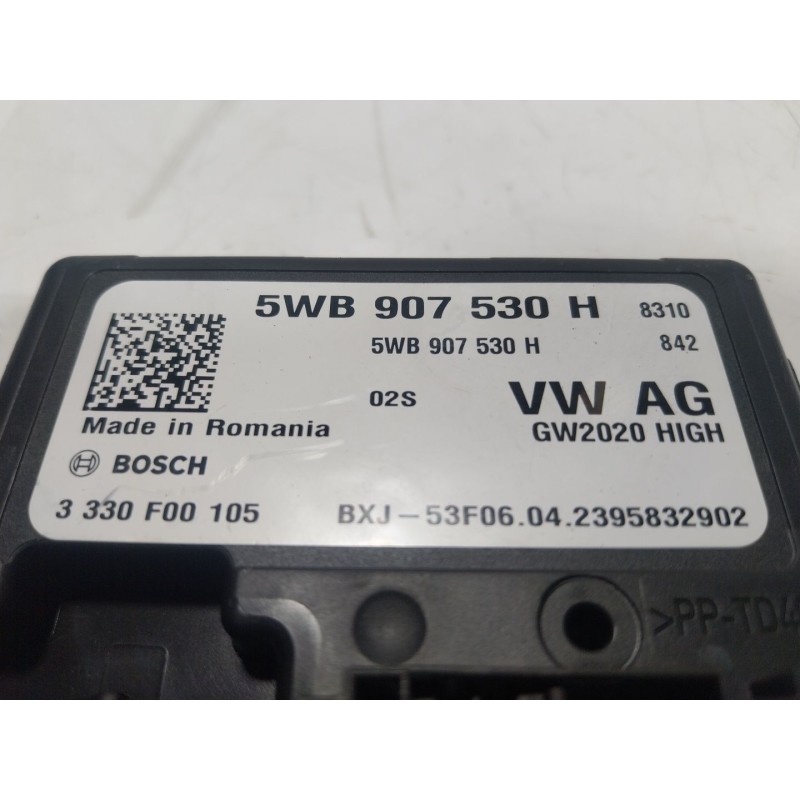 5WB 907 530 H 8310
5WB 907 530 H 842
02S VW AG
Made in Romania GW2020 HIGH
BOSCH
3 330 F00 105 BXJ-53F06.04.2395832902